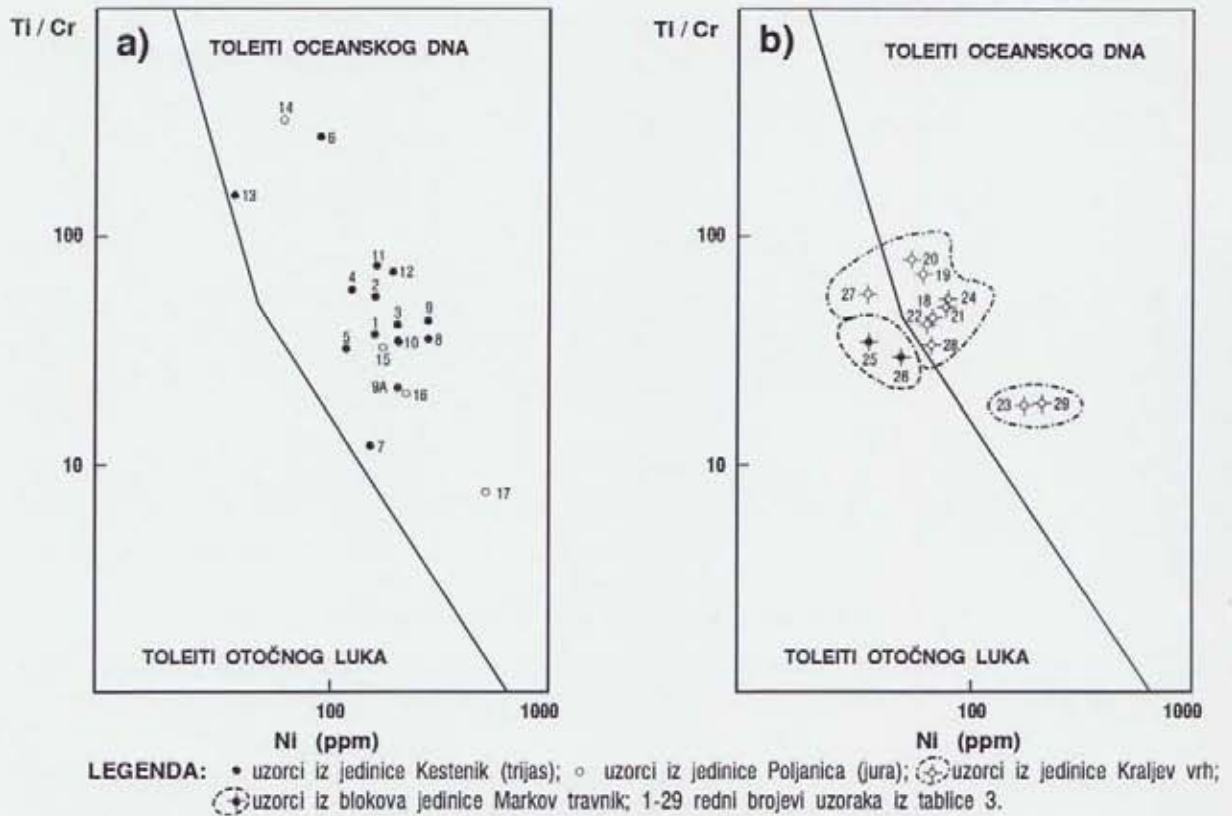 Ti / Cr
a)
TOLEITI OCEANSKOG DNA
14
6
13
100
11
12
4
2
3
9
1
10
8
5
15
9A
16
7
10
17
TOLEITI OTOČNOG LUKA
100
1000
Ni (ppm)
Ti / Cr
b)
TOLEITI OCEANSKOG DNA
100
20
19
27
18
24
22
21
28
25
26
23
29
10
TOLEITI OTOČNOG LUKA
100
1000
Ni (ppm)
LEGENDA: • uzorci iz jedinice Kestenik (trijas); ○ uzorci iz jedinice Poljanica (jura); uzorci iz jedinice Kraljev vrh;
uzorci iz blokova jedinice Markov travnik; 1-29 redni brojevi uzoraka iz tablice 3.